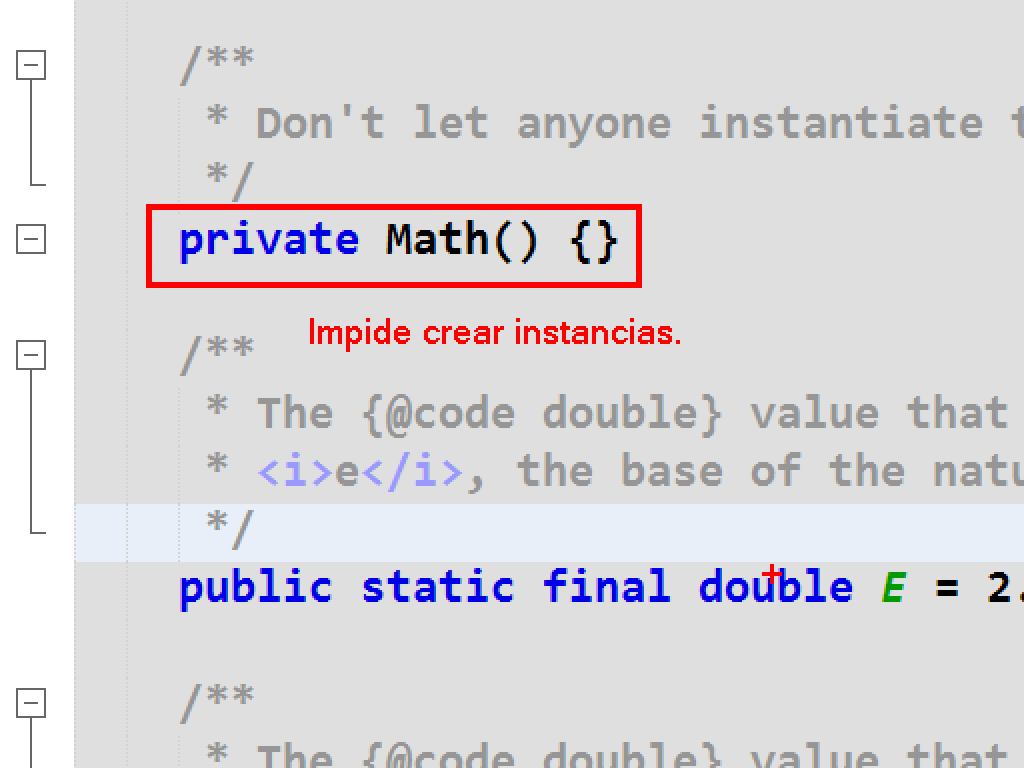 /**
* Don't let anyone instantiate
*/
private Math() {}
Impide crear instancias.
/**
* The {@code double} value that
* <i>e</i>, the base of the
*/
public static final double E = 2.
/**
* The {@code double} value that